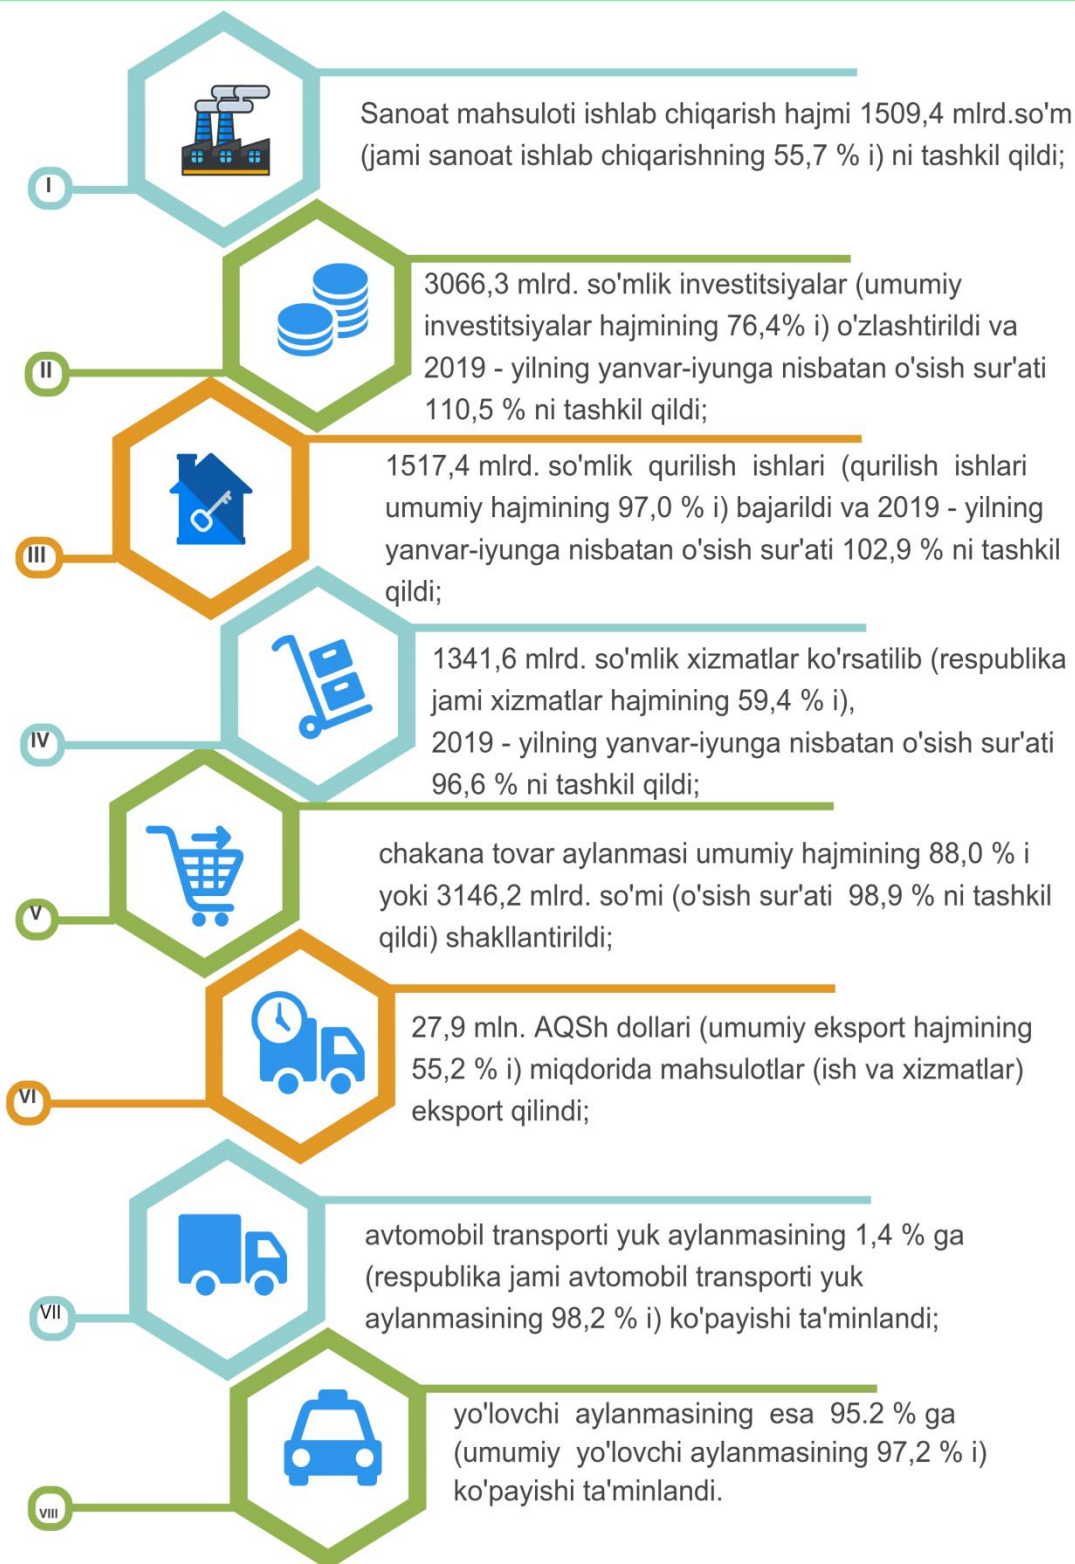 I
Sanoat mahsuloti ishlab chiqarish hajmi 1509,4 mlrd.so'm
(jami sanoat ishlab chiqarishning 55,7 % i) ni tashkil qildi;
II
3066,3 mlrd. so'mlik investitsiyalar (umumiy
investitsiyalar hajmining 76,4% i) o'zlashtirildi va
2019 - yilning yanvar-iyunga nisbatan o'sish sur'ati
110,5 % ni tashkil qildi;
III
1517,4 mlrd. so'mlik qurilish ishlari (qurilish ishlari
umumiy hajmining 97,0 % i) bajarildi va 2019 - yilning
yanvar-iyunga nisbatan o'sish sur'ati 102,9 % ni tashkil
qildi;
IV
1341,6 mlrd. so'mlik xizmatlar ko'rsatilib (respublika
jami xizmatlar hajmining 59,4 % i),
2019 - yilning yanvar-iyunga nisbatan o'sish sur'ati
96,6 % ni tashkil qildi;
V
chakana tovar aylanmasi umumiy hajmining 88,0 % i
yoki 3146,2 mlrd. so'mi (o'sish sur'ati 98,9 % ni tashkil
qildi) shakllantirildi;
VI
27,9 mln. AQSh dollari (umumiy eksport hajmining
55,2 % i) miqdorida mahsulotlar (ish va xizmatlar)
eksport qilindi;
VII
avtomobil transporti yuk aylanmasining 1,4 % ga
(respublika jami avtomobil transporti yuk
aylanmasining 98,2 % i) ko'payishi ta'minlandi;
VIII
yo'lovchi aylanmasining esa 95.2 % ga
(umumiy yo'lovchi aylanmasining 97,2 % i)
ko'payishi ta'minlandi.